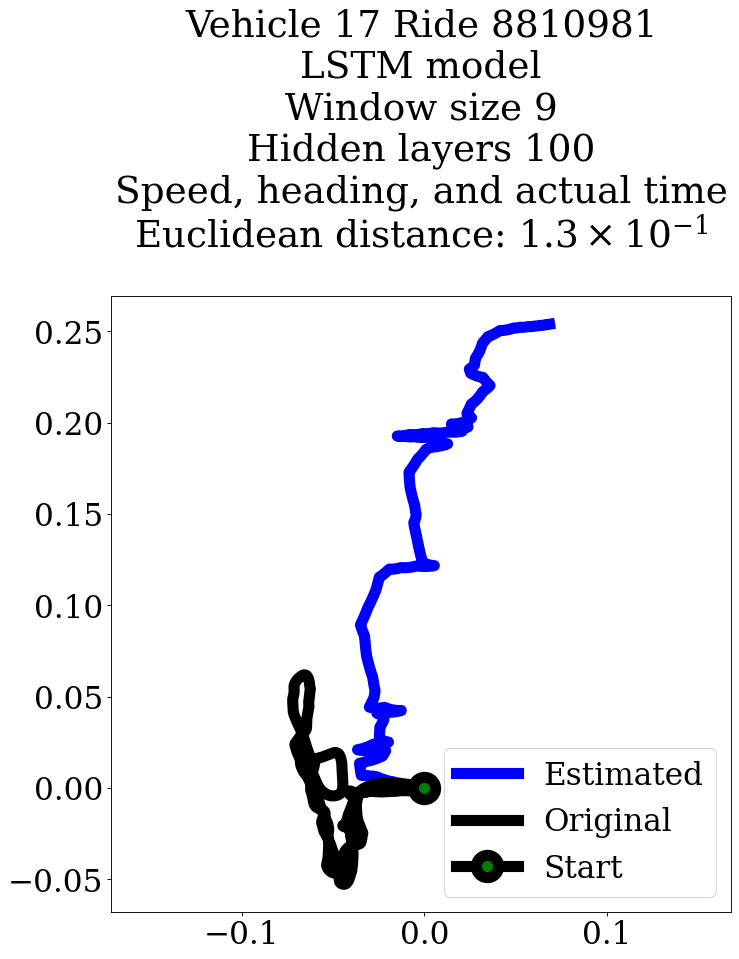 Vehicle 17 Ride 8810981
LSTM model
Window size 9
Hidden layers 100
Speed, heading, and actual time
Euclidean distance: 1.3 × 10⁻¹
0.25
0.20
0.15
0.10
0.05
0.00
−0.05
Estimated
Original
Start
−0.1 0.0 0.1